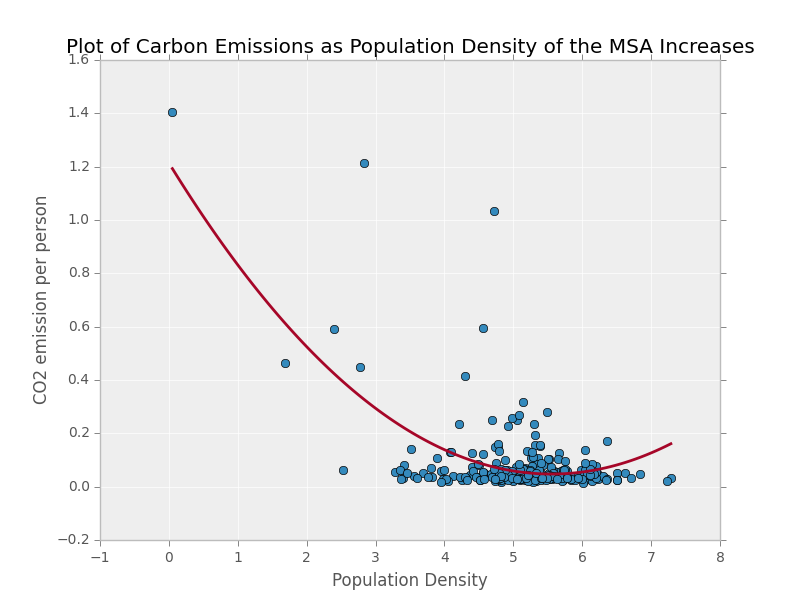 Plot of Carbon Emissions as Population Density of the MSA Increases
1.6
1.4
1.2
1.0
0.8
0.6
0.4
0.2
0.0
−0.2
CO2 emission per person
−1 0 1 2 3 4 5 6 7 8
Population Density